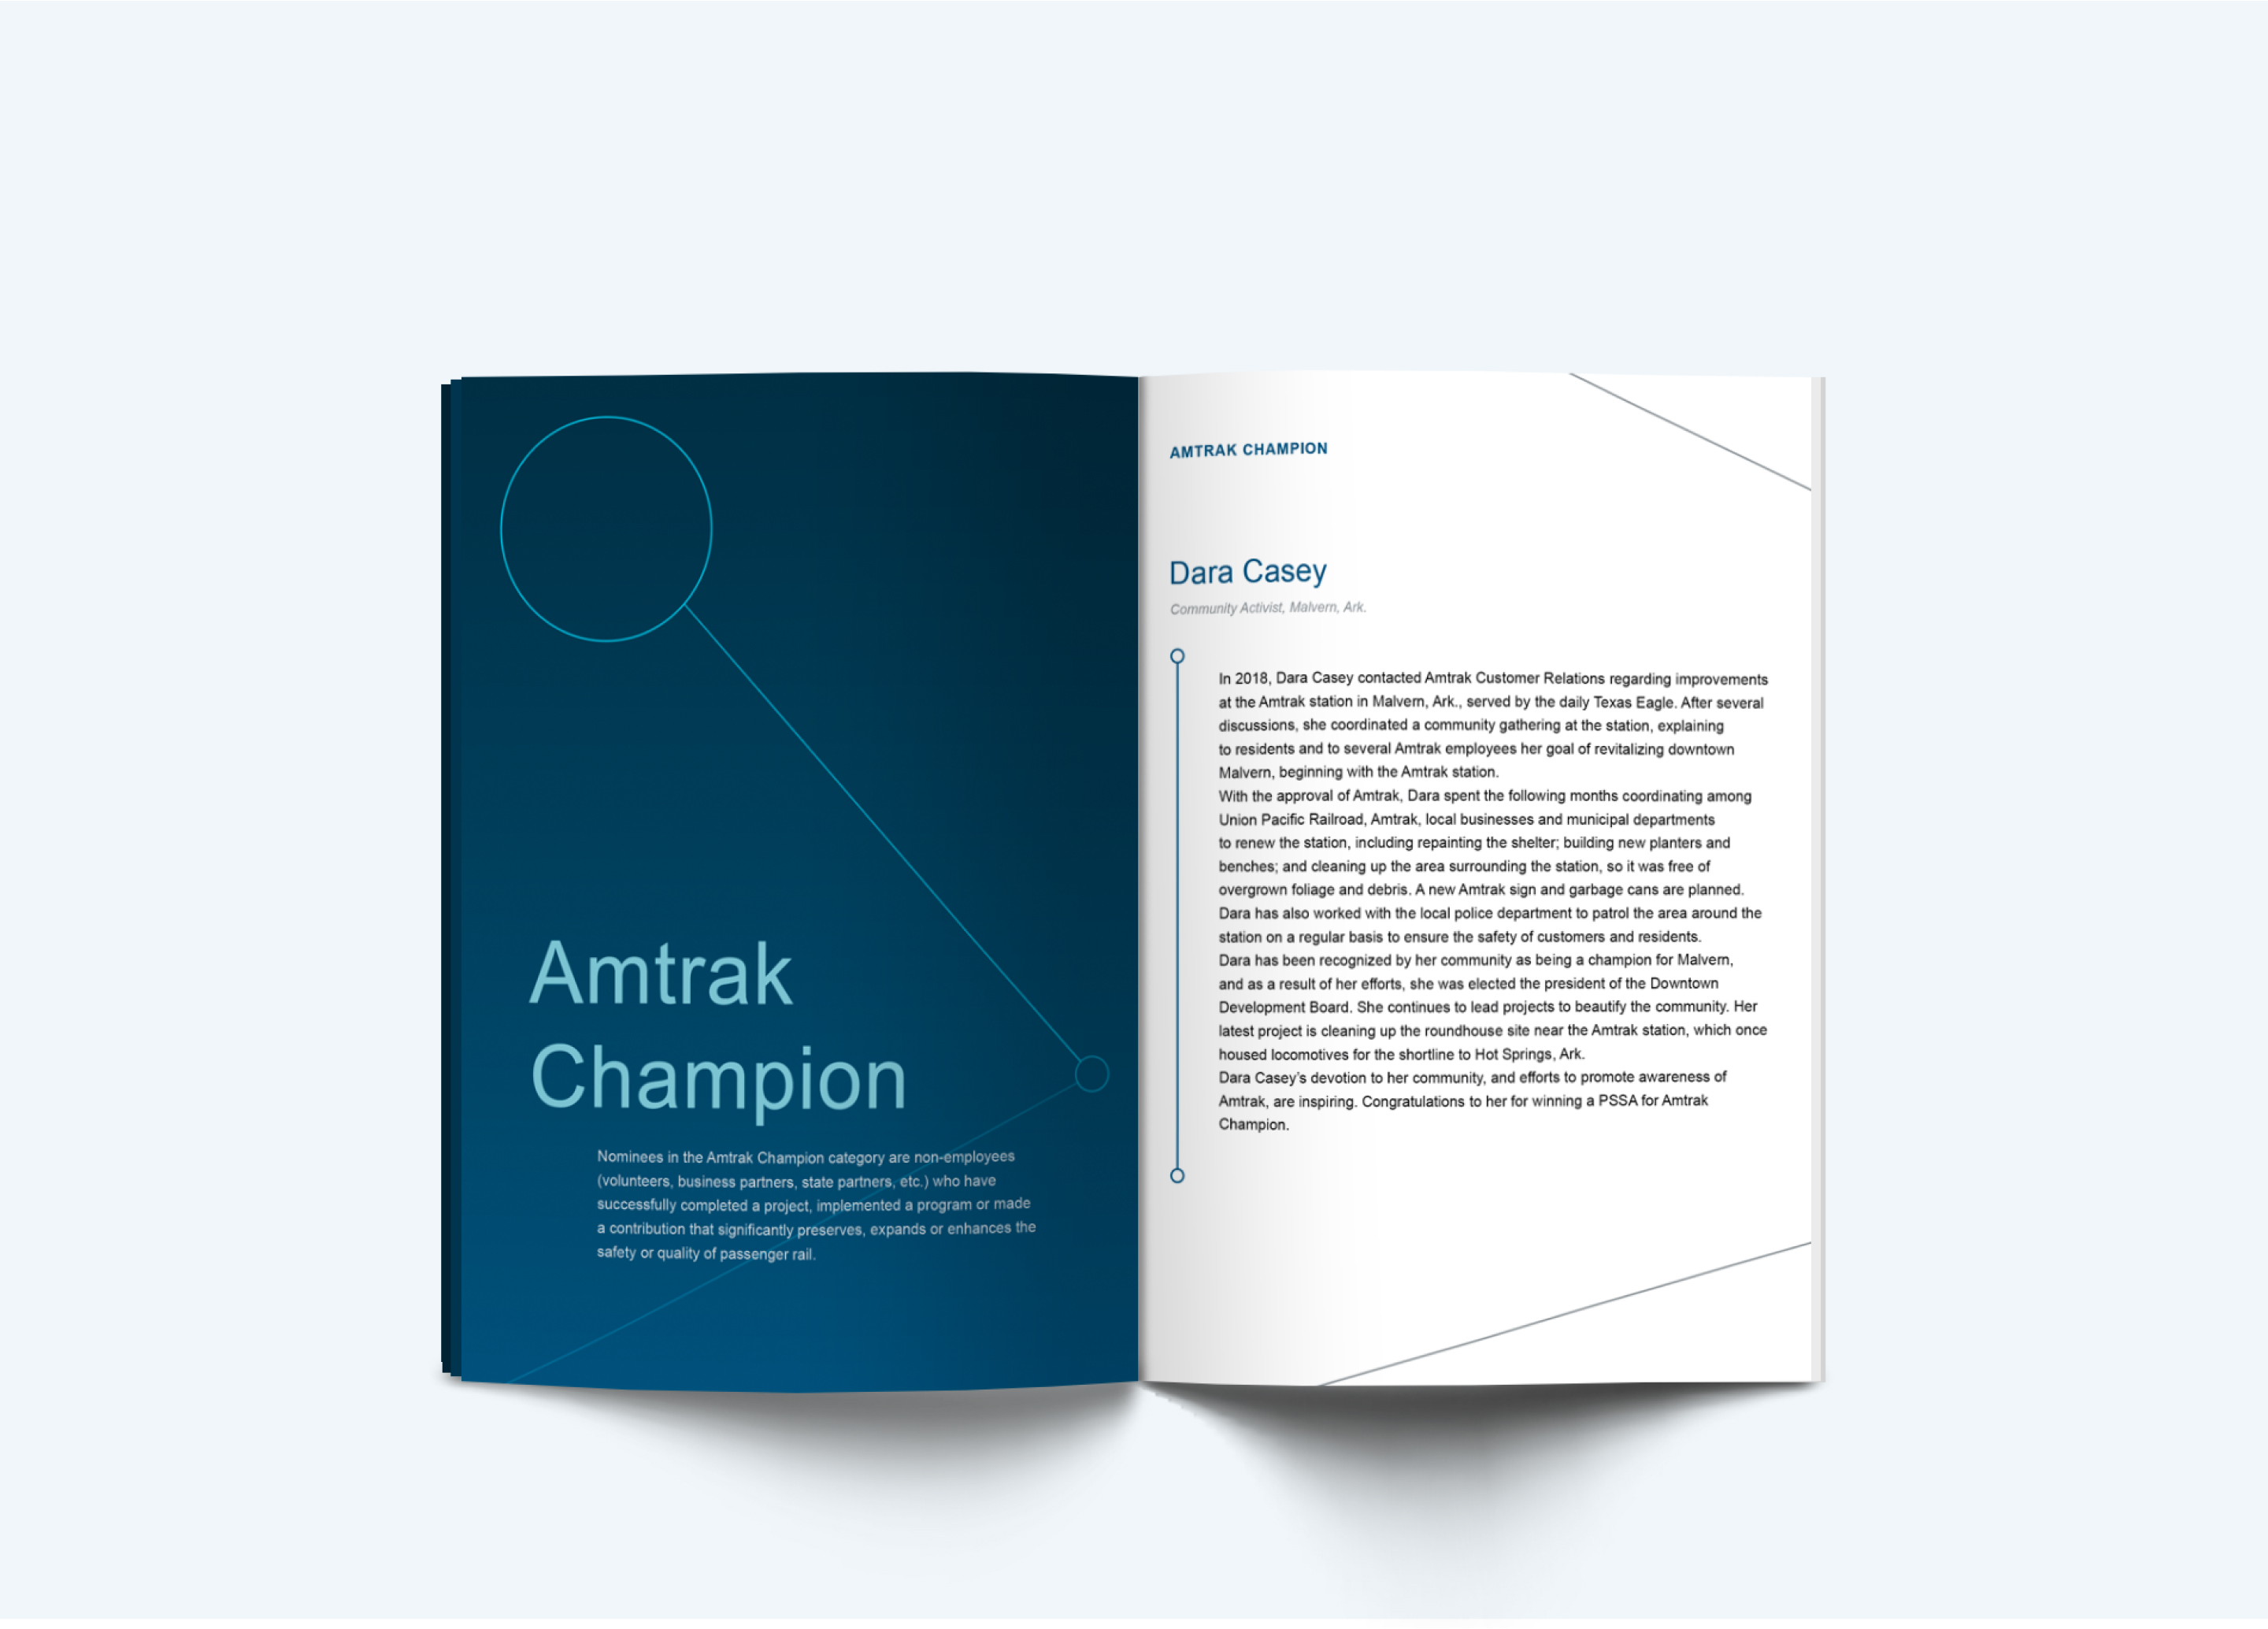 Amtrak
Champion
Nominees in the Amtrak Champion category are non-employees
(volunteers, business partners, state partners, etc.) who have
successfully completed a project, implemented a program or made
a contribution that significantly preserves, expands or enhances the
safety or quality of passenger rail.
AMTRAK CHAMPION
Dara Casey
Community Activist, Malvern, Ark.
In 2018, Dara Casey contacted Amtrak Customer Relations regarding improvements
at the Amtrak station in Malvern, Ark., served by the daily Texas Eagle. After several
discussions, she coordinated a community gathering at the station, explaining
to residents and to several Amtrak employees her goal of revitalizing downtown
Malvern, beginning with the Amtrak station.
With the approval of Amtrak, Dara spent the following months coordinating among
Union Pacific Railroad, Amtrak, local businesses and municipal departments
to renew the station, including repainting the shelter; building new planters and
benches; and cleaning up the area surrounding the station, so it was free of
overgrown foliage and debris. A new Amtrak sign and garbage cans are planned.
Dara has also worked with the local police department to patrol the area around the
station on a regular basis to ensure the safety of customers and residents.
Dara has been recognized by her community as being a champion for Malvern,
and as a result of her efforts, she was elected the president of the Downtown
Development Board. She continues to lead projects to beautify the community. Her
latest project is cleaning up the roundhouse site near the Amtrak station, which once
housed locomotives for the shortline to Hot Springs, Ark.
Dara Casey's devotion to her community, and efforts to promote awareness of
Amtrak, are inspiring. Congratulations to her for winning a PSSA for Amtrak
Champion.